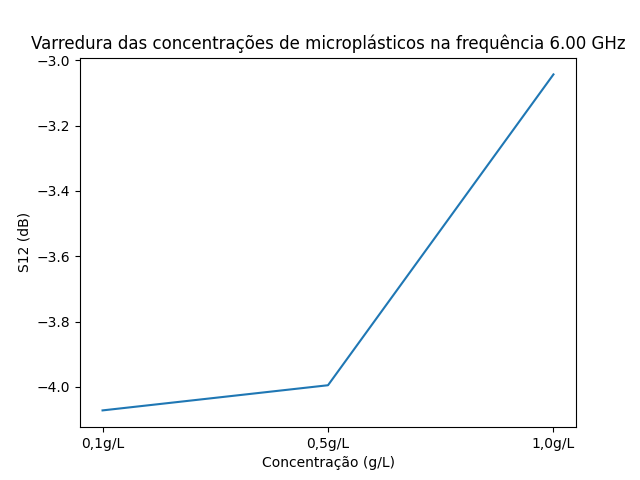 Varredura das concentrações de microplásticos na frequência 6.00 GHz
−3.0
−3.2
−3.4
−3.6
−3.8
−4.0
S12 (dB)
0,1g/L 0,5g/L 1,0g/L
Concentração (g/L)